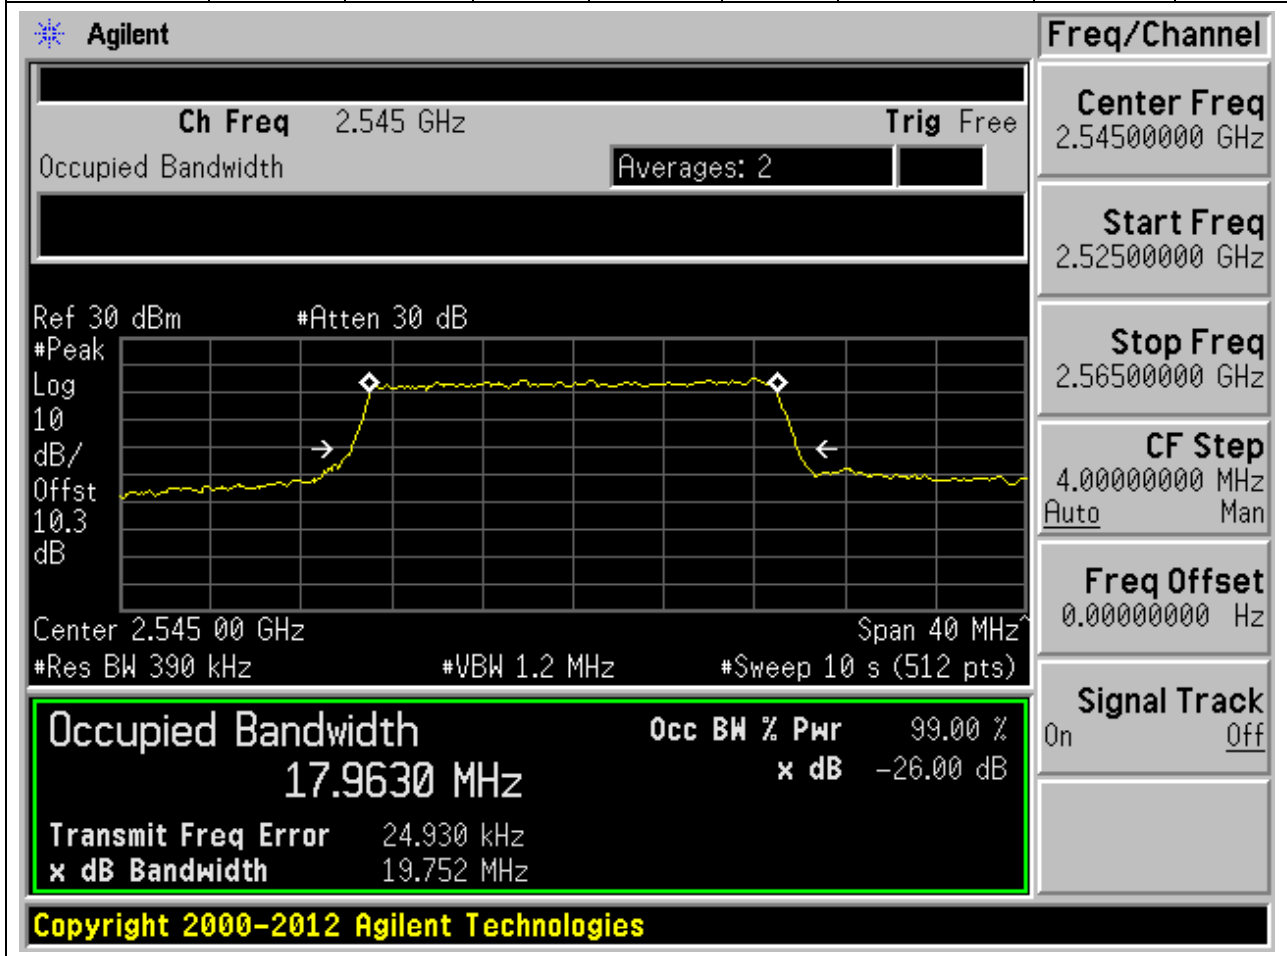 Agilent
Freq/Channel
Ch Freq 2.545 GHz Trig Free
Occupied Bandwidth Averages: 2
Center Freq
2.54500000 GHz
Start Freq
2.52500000 GHz
Stop Freq
2.56500000 GHz
CF Step
4.00000000 MHz
Auto Man
Freq Offset
0.00000000 Hz
Signal Track
On Off
Ref 30 dBm #Atten 30 dB
#Peak
Log
10
dB/
Offst
10.3
dB
Center 2.545 00 GHz Span 40 MHz^
#Res BW 390 kHz #VBW 1.2 MHz #Sweep 10 s (512 pts)
Occupied Bandwidth Occ BW % Pwr 99.00 %
17.9630 MHz x dB -26.00 dB
Transmit Freq Error 24.930 kHz
x dB Bandwidth 19.752 MHz
Copyright 2000-2012 Agilent Technologies